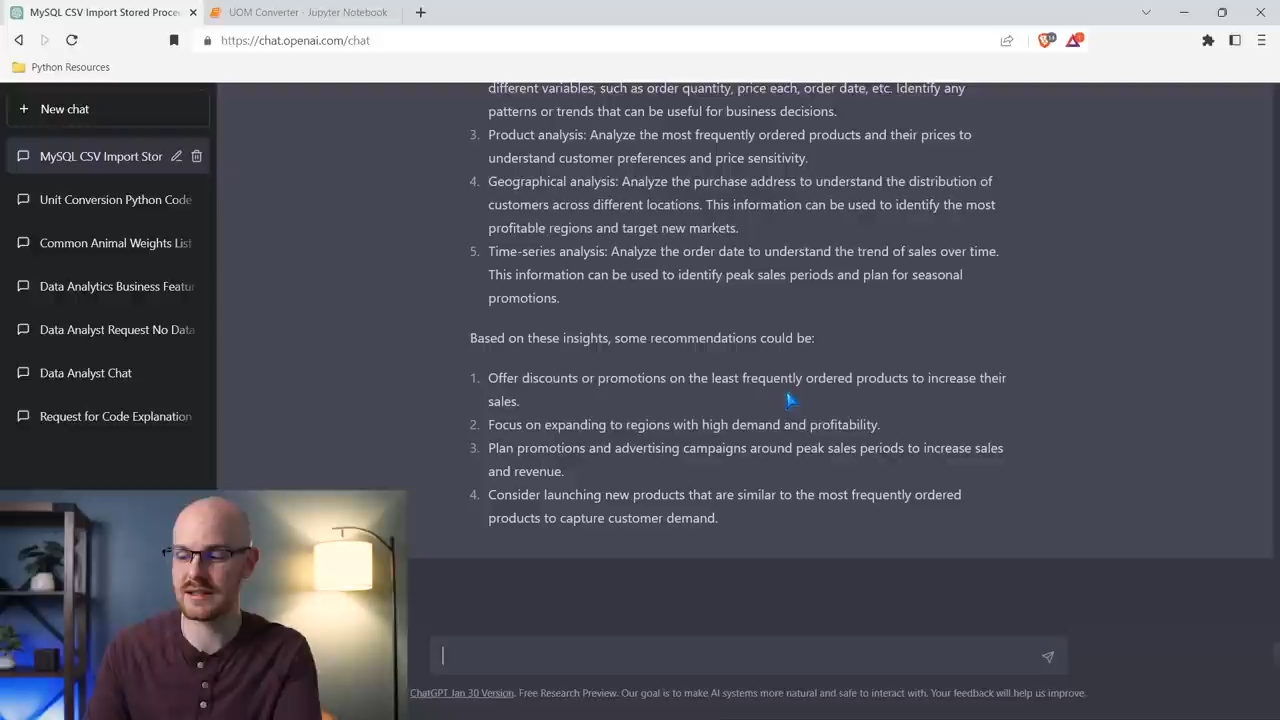 MySQL CSV Import Stored Proce
UOM Converter - Jupyter Notebook
https://chat.openai.com/chat
Python Resources
New chat
MySQL CSV Import Stor
Unit Conversion Python Code
Common Animal Weights List
Data Analytics Business Featur
Data Analyst Request No Data
Data Analyst Chat
Request for Code Explanation
different variables, such as order quantity, price each, order date, etc. Identify any
patterns or trends that can be useful for business decisions.
3. Product analysis: Analyze the most frequently ordered products and their prices to
understand customer preferences and price sensitivity.
4. Geographical analysis: Analyze the purchase address to understand the distribution of
customers across different locations. This information can be used to identify the most
profitable regions and target new markets.
5. Time-series analysis: Analyze the order date to understand the trend of sales over time.
This information can be used to identify peak sales periods and plan for seasonal
promotions.
Based on these insights, some recommendations could be:
1. Offer discounts or promotions on the least frequently ordered products to increase their
sales.
2. Focus on expanding to regions with high demand and profitability.
3. Plan promotions and advertising campaigns around peak sales periods to increase sales
and revenue.
4. Consider launching new products that are similar to the most frequently ordered
products to capture customer demand.
ChatGPT Jan 30 Version. Free Research Preview. Our goal is to make AI systems more natural and safe to interact with. Your feedback will help us improve.